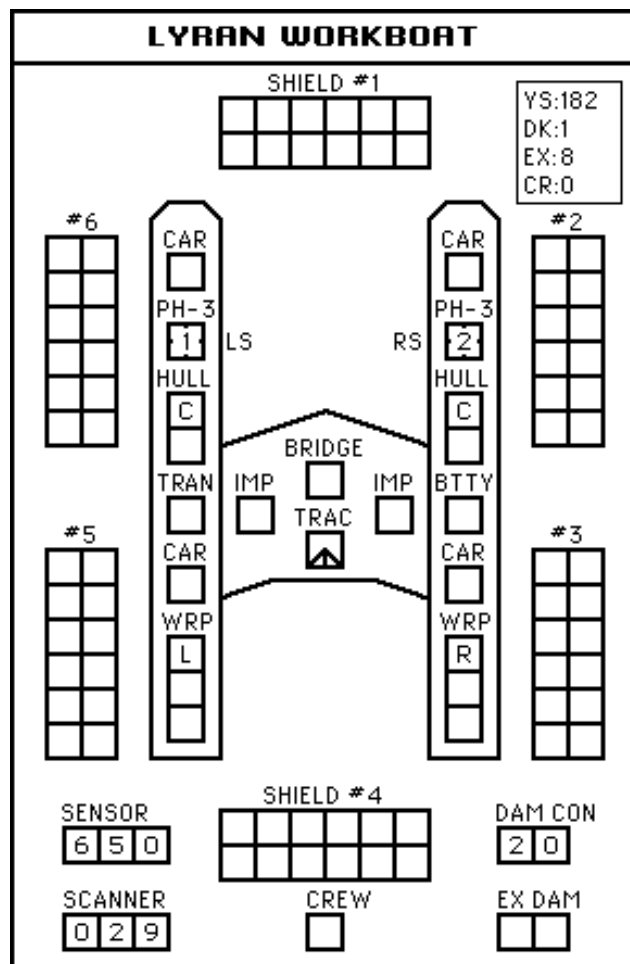 LYRAN WORKBOAT
SHIELD #1
YS:182
DK:1
EX:8
CR:0
#6
#2
CAR
CAR
PH-3
PH-3
1 LS
RS 2
HULL
HULL
C
C
BRIDGE
TRAN IMP
IMP BTTY
#5
TRAC
#3
CAR
CAR
WRP
WRP
L
R
SENSOR
SHIELD #4
DAM CON
6 5 0
2 0
SCANNER
CREW
EX DAM
0 2 9